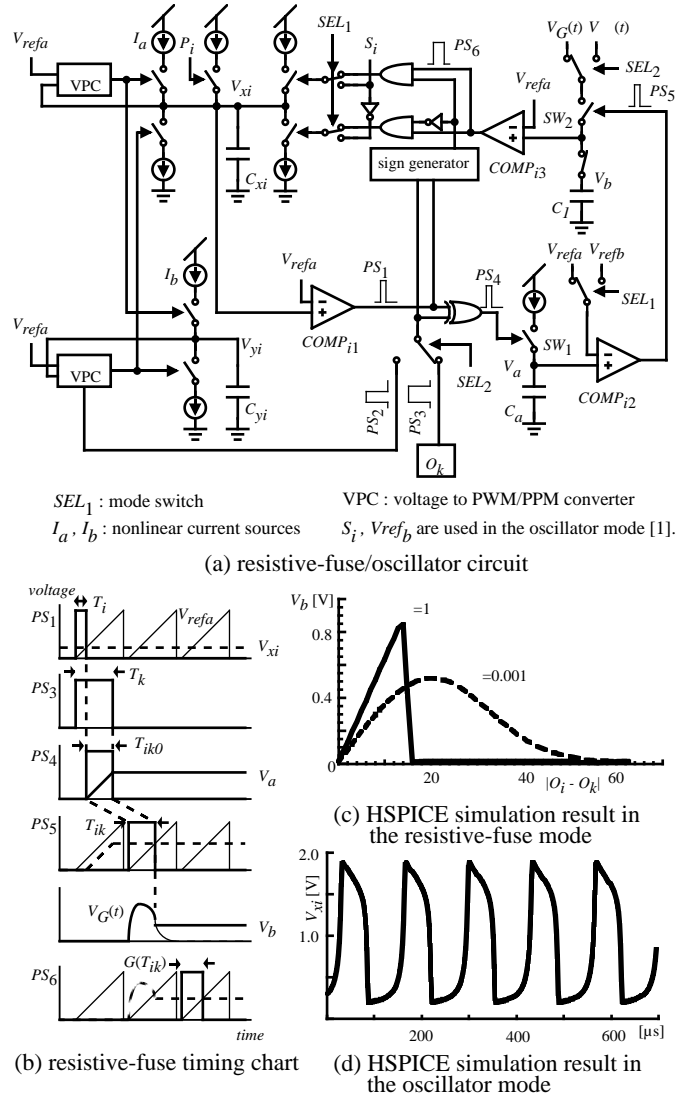 I_a P_i SEL_1 S_i PS_6 V_G(t) V (t)
V_refa VPC V_xi V_refa SEL_2 PS_5
SW_2
C_xi sign generator COMP_i3 V_b
C_1
I_b V_refa PS_1 PS_4 V_refa V_refb
SEL_1
V_refa V_yi COMP_i1 SW_1
VPC SEL_2 V_a COMP_i2
C_yi PS_2 PS_3 C_a
O_k
SEL_1 : mode switch VPC : voltage to PWM/PPM converter
I_a , I_b : nonlinear current sources S_i , Vref_b are used in the oscillator mode [1].
(a) resistive-fuse/oscillator circuit
voltage
PS_1 T_i V_refa V_xi
PS_3 T_k
PS_4 T_ik0 V_a
PS_5 T_ik
V_G(t) V_b
PS_6 G(T_ik)
time
(b) resistive-fuse timing chart
V_b [V]
=1
0.8
=0.001
0.4
0
20 40 60
|O_i - O_k|
(c) HSPICE simulation result in
the resistive-fuse mode
2.0
V_xi [V]
1.0
200 400 600 [µs]
(d) HSPICE simulation result in
the oscillator mode